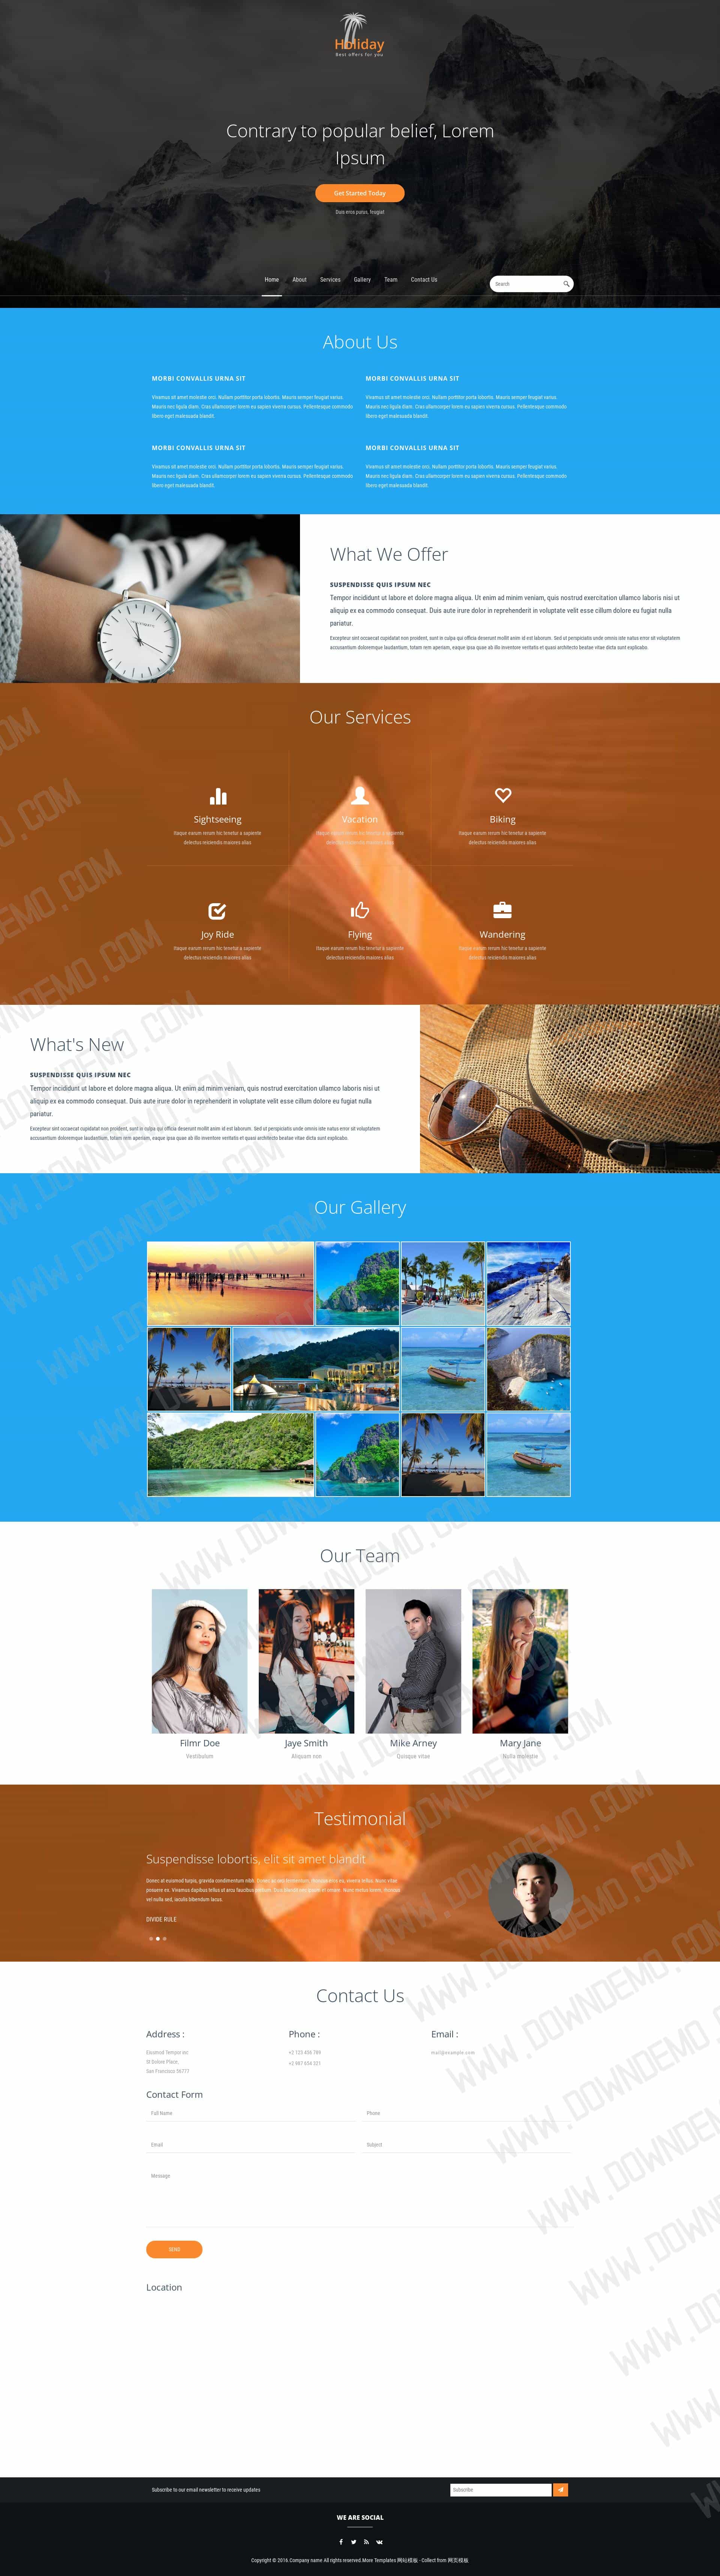 Holiday
Best offers for you
Contrary to popular belief, Lorem
Ipsum
Get Started Today
Duis eros purus, feugiat
Home About Services Gallery Team Contact Us Search
About Us
MORBI CONVALLIS URNA SIT
Vivamus sit amet molestie orci. Nullam porttitor porta lobortis. Mauris semper feugiat varius.
Mauris nec ligula diam. Cras ullamcorper lorem eu sapien viverra cursus. Pellentesque commodo
libero eget malesuada blandit.
MORBI CONVALLIS URNA SIT
Vivamus sit amet molestie orci. Nullam porttitor porta lobortis. Mauris semper feugiat varius.
Mauris nec ligula diam. Cras ullamcorper lorem eu sapien viverra cursus. Pellentesque commodo
libero eget malesuada blandit.
MORBI CONVALLIS URNA SIT
Vivamus sit amet molestie orci. Nullam porttitor porta lobortis. Mauris semper feugiat varius.
Mauris nec ligula diam. Cras ullamcorper lorem eu sapien viverra cursus. Pellentesque commodo
libero eget malesuada blandit.
MORBI CONVALLIS URNA SIT
Vivamus sit amet molestie orci. Nullam porttitor porta lobortis. Mauris semper feugiat varius.
Mauris nec ligula diam. Cras ullamcorper lorem eu sapien viverra cursus. Pellentesque commodo
libero eget malesuada blandit.
What We Offer
SUSPENDISSE QUIS IPSUM NEC
Tempor incididunt ut labore et dolore magna aliqua. Ut enim ad minim veniam, quis nostrud exercitation ullamco laboris nisi ut
aliquip ex ea commodo consequat. Duis aute irure dolor in reprehenderit in voluptate velit esse cillum dolore eu fugiat nulla
pariatur.
Excepteur sint occaecat cupidatat non proident, sunt in culpa qui officia deserunt mollit anim id est laborum. Sed ut perspiciatis unde omnis iste natus error sit voluptatem
accusantium doloremque laudantium, totam rem aperiam, eaque ipsa quae ab illo inventore veritatis et quasi architecto beatae vitae dicta sunt explicabo.
Our Services
Sightseeing
Itaque earum rerum hic tenetur a sapiente
delectus reiciendis maiores alias
Vacation
Itaque earum rerum hic tenetur a sapiente
delectus reiciendis maiores alias
Biking
Itaque earum rerum hic tenetur a sapiente
delectus reiciendis maiores alias
Joy Ride
Itaque earum rerum hic tenetur a sapiente
delectus reiciendis maiores alias
Flying
Itaque earum rerum hic tenetur a sapiente
delectus reiciendis maiores alias
Wandering
Itaque earum rerum hic tenetur a sapiente
delectus reiciendis maiores alias
What's New
SUSPENDISSE QUIS IPSUM NEC
Tempor incididunt ut labore et dolore magna aliqua. Ut enim ad minim veniam, quis nostrud exercitation ullamco laboris nisi ut
aliquip ex ea commodo consequat. Duis aute irure dolor in reprehenderit in voluptate velit esse cillum dolore eu fugiat nulla
pariatur.
Excepteur sint occaecat cupidatat non proident, sunt in culpa qui officia deserunt mollit anim id est laborum. Sed ut perspiciatis unde omnis iste natus error sit voluptatem
accusantium doloremque laudantium, totam rem aperiam, eaque ipsa quae ab illo inventore veritatis et quasi architecto beatae vitae dicta sunt explicabo.
Our Gallery
Our Team
Filmr Doe
Vestibulum
Jaye Smith
Aliquam non
Mike Arney
Quisque vitae
Mary Jane
Nulla molestie
Testimonial
Suspendisse lobortis, elit sit amet blandit
vel nulla sed, iaculis bibendum lacus.
DIVIDE RULE
Contact Us
Address :
Eiusmod Tempor inc
St Dolore Place,
San Francisco 56777
Phone :
+2 123 456 789
+2 987 654 321
Email :
mail@example.com
Contact Form
Full Name
Phone
Email
Subject
Message
SEND
Location
Subscribe to our email newsletter to receive updates
Subscribe
WE ARE SOCIAL
Copyright © 2016.Company name All rights reserved.More Templates 网站模板 - Collect from 网页模板
WWW.DOWNDEMO.COM